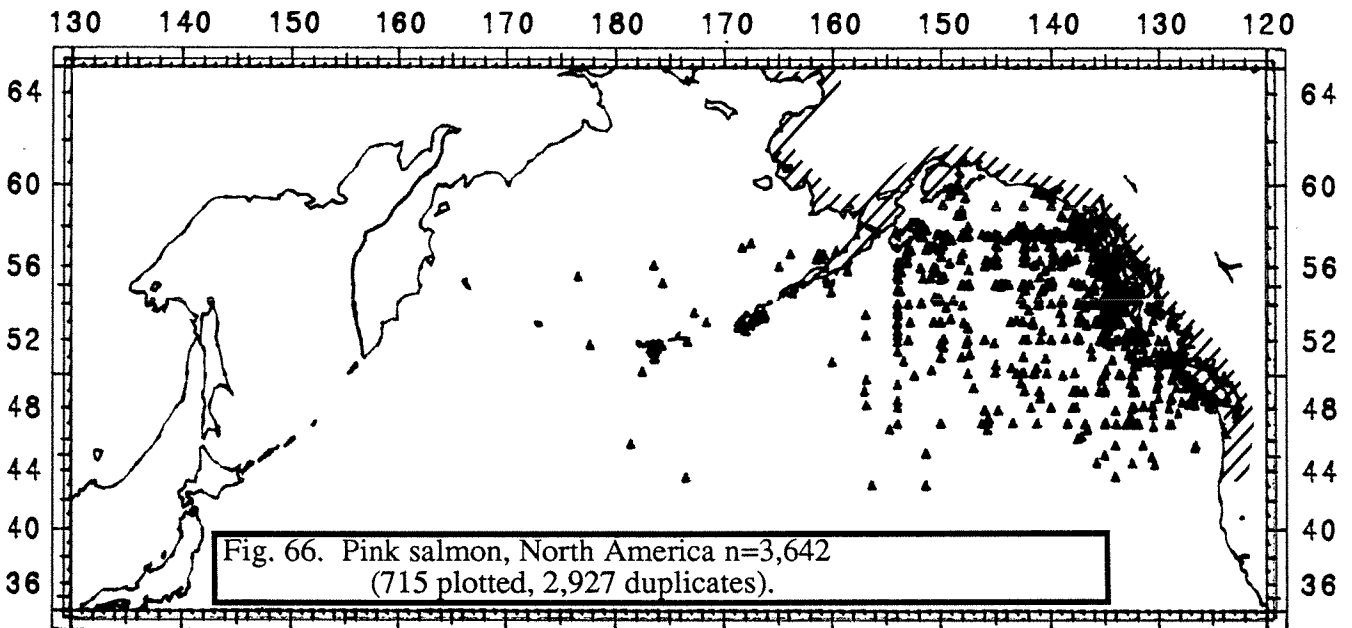 130 140 150 160 170 180 170 160 150 140 130 120
64 64
60 60
56 56
52 52
48 48
44 44
40 40
36 36
Fig. 66. Pink salmon, North America n=3,642
(715 plotted, 2,927 duplicates).